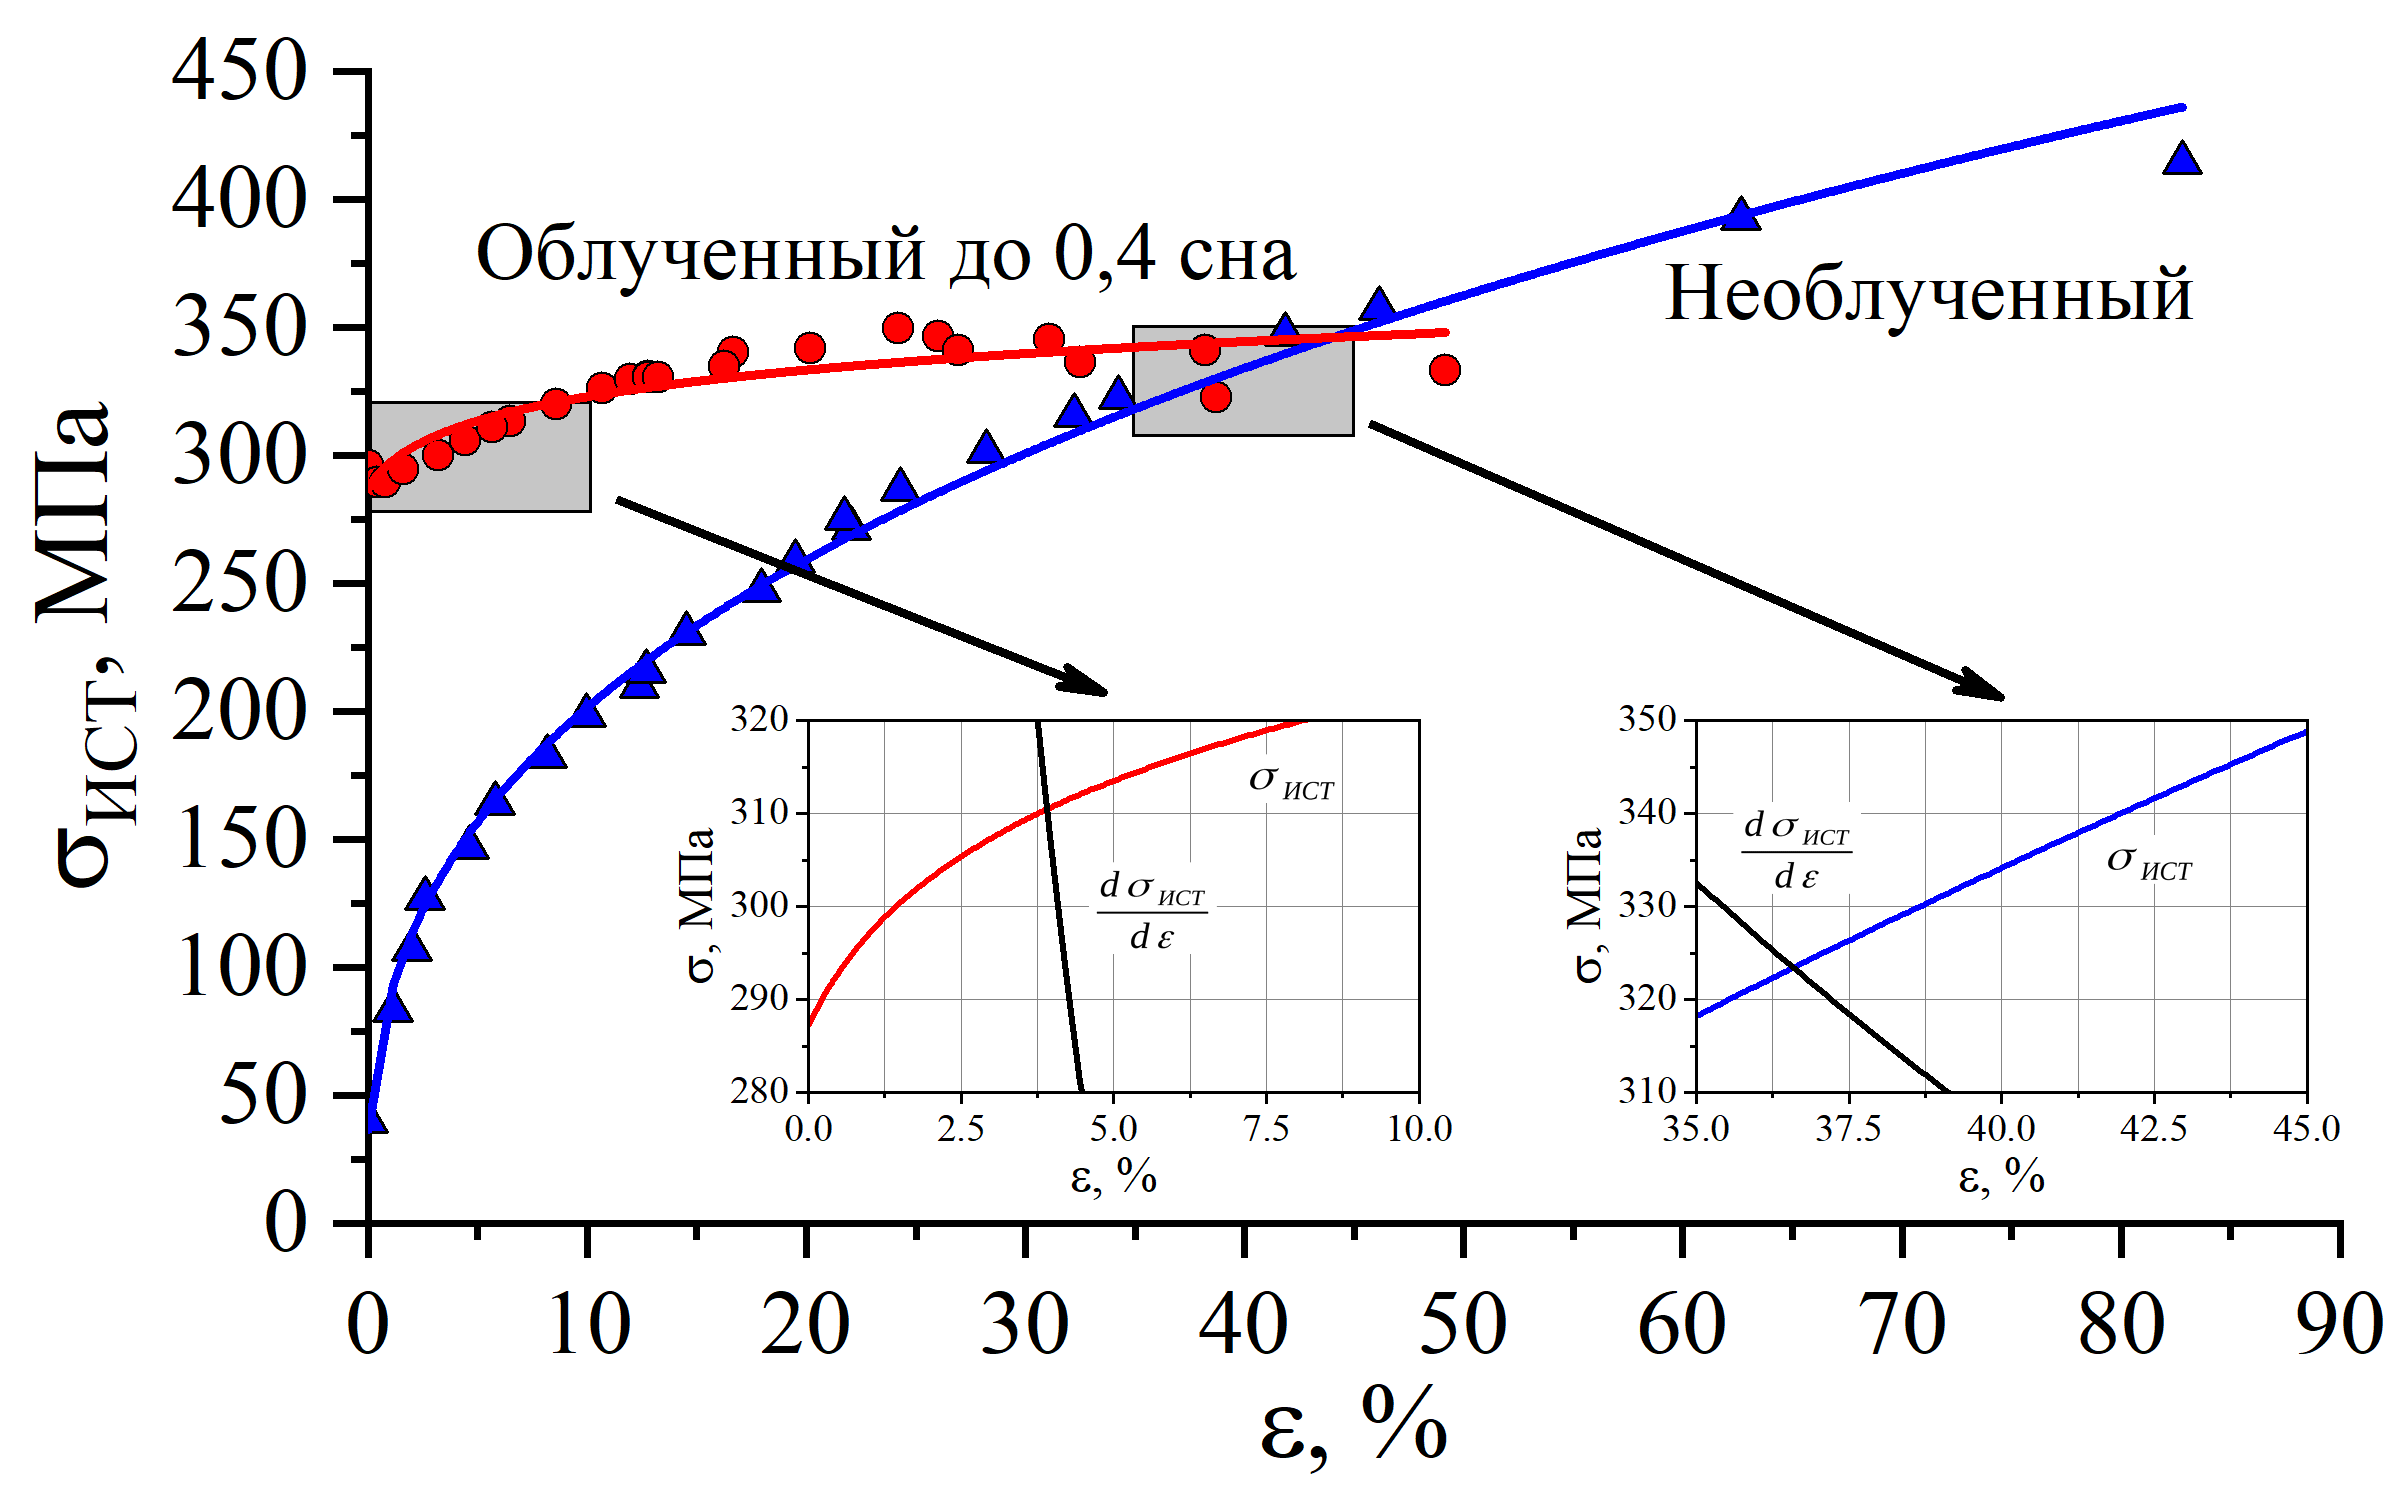 450
400
350
300
250
200
150
100
50
0
σИСТ, МПа
Облученный до 0,4 сна
Необлученный
320
310
300
290
280
σ, МПа
σ ИСТ
d σ ИСТ
d ε
0.0 2.5 5.0 7.5 10.0
ε, %
350
340
330
320
310
σ, МПа
d σ ИСТ
d ε
σ ИСТ
35.0 37.5 40.0 42.5 45.0
ε, %
0 10 20 30 40 50 60 70 80 90
ε, %